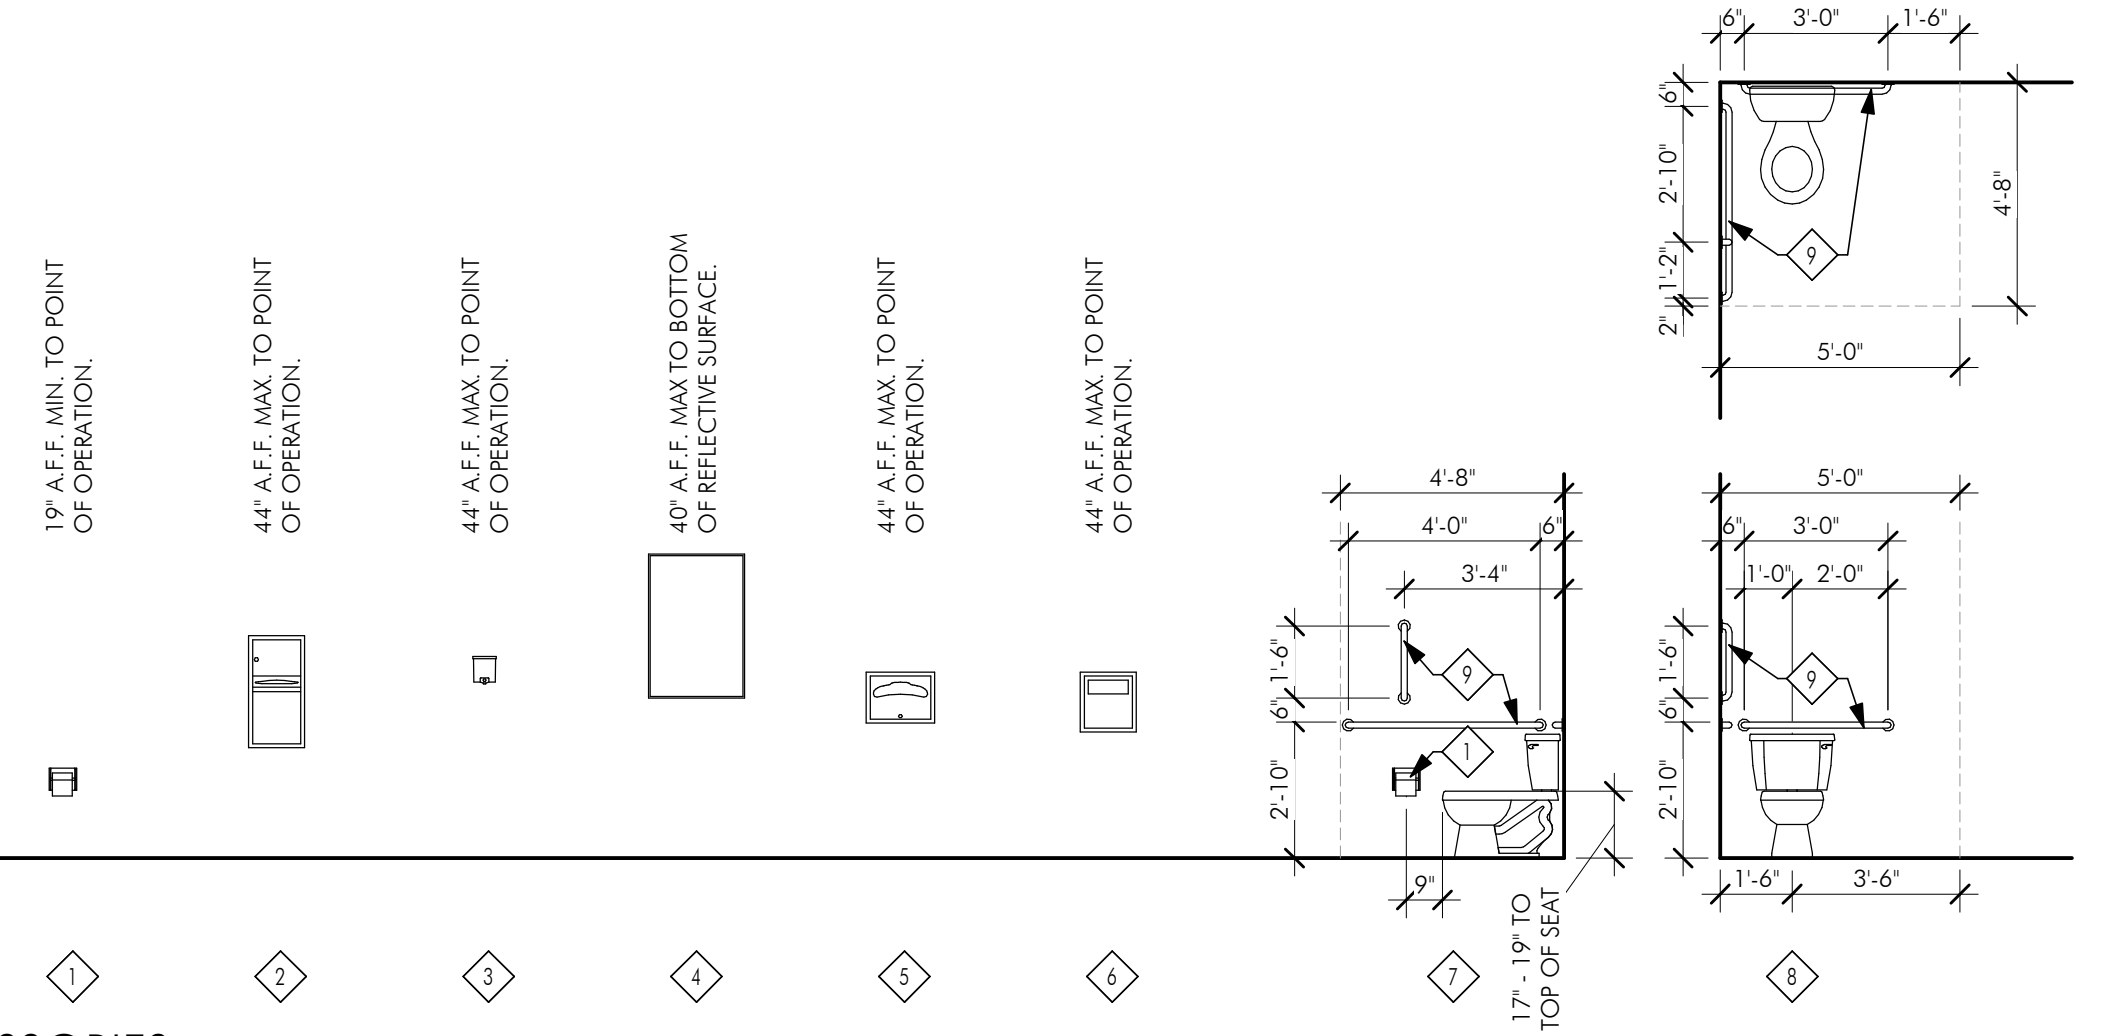 6" 3'-0" 1'-6"
6"
2'-10"
1'-2"
2"
9
4'-8"
5'-0"
19" A.F.F. MIN. TO POINT
OF OPERATION.
44" A.F.F. MAX. TO POINT
OF OPERATION.
44" A.F.F. MAX. TO POINT
OF OPERATION.
40" A.F.F. MAX TO BOTTOM
OF REFLECTIVE SURFACE.
44" A.F.F. MAX. TO POINT
OF OPERATION.
44" A.F.F. MAX. TO POINT
OF OPERATION.
4'-8"
4'-0" 6"
3'-4"
1'-6"
6"
2'-10"
9
1
9"
17" - 19" TO
TOP OF SEAT
5'-0"
6" 3'-0"
1'-0" 2'-0"
1'-6"
6"
2'-10"
9
1'-6" 3'-6"
1 2 3 4 5 6 7 8